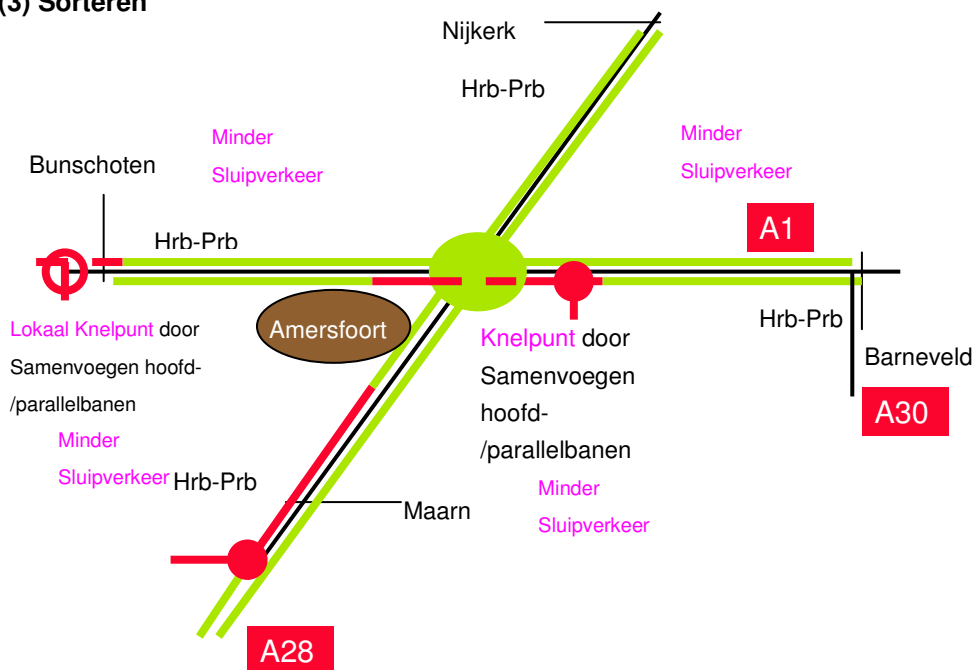 (3) Sorteren
Nijkerk
Hrb-Prb
Minder
Sluipverkeer
Minder
Sluipverkeer
Bunschoten
A1
Hrb-Prb
Hrb-Prb
Amersfoort
Lokaal Knelpunt door
Samenvoegen hoofd-
/parallelbanen
Minder
Sluipverkeer
Knelpunt door
Samenvoegen
hoofd-
/parallelbanen
Minder
Sluipverkeer
Barneveld
A30
Hrb-Prb
Maarn
A28